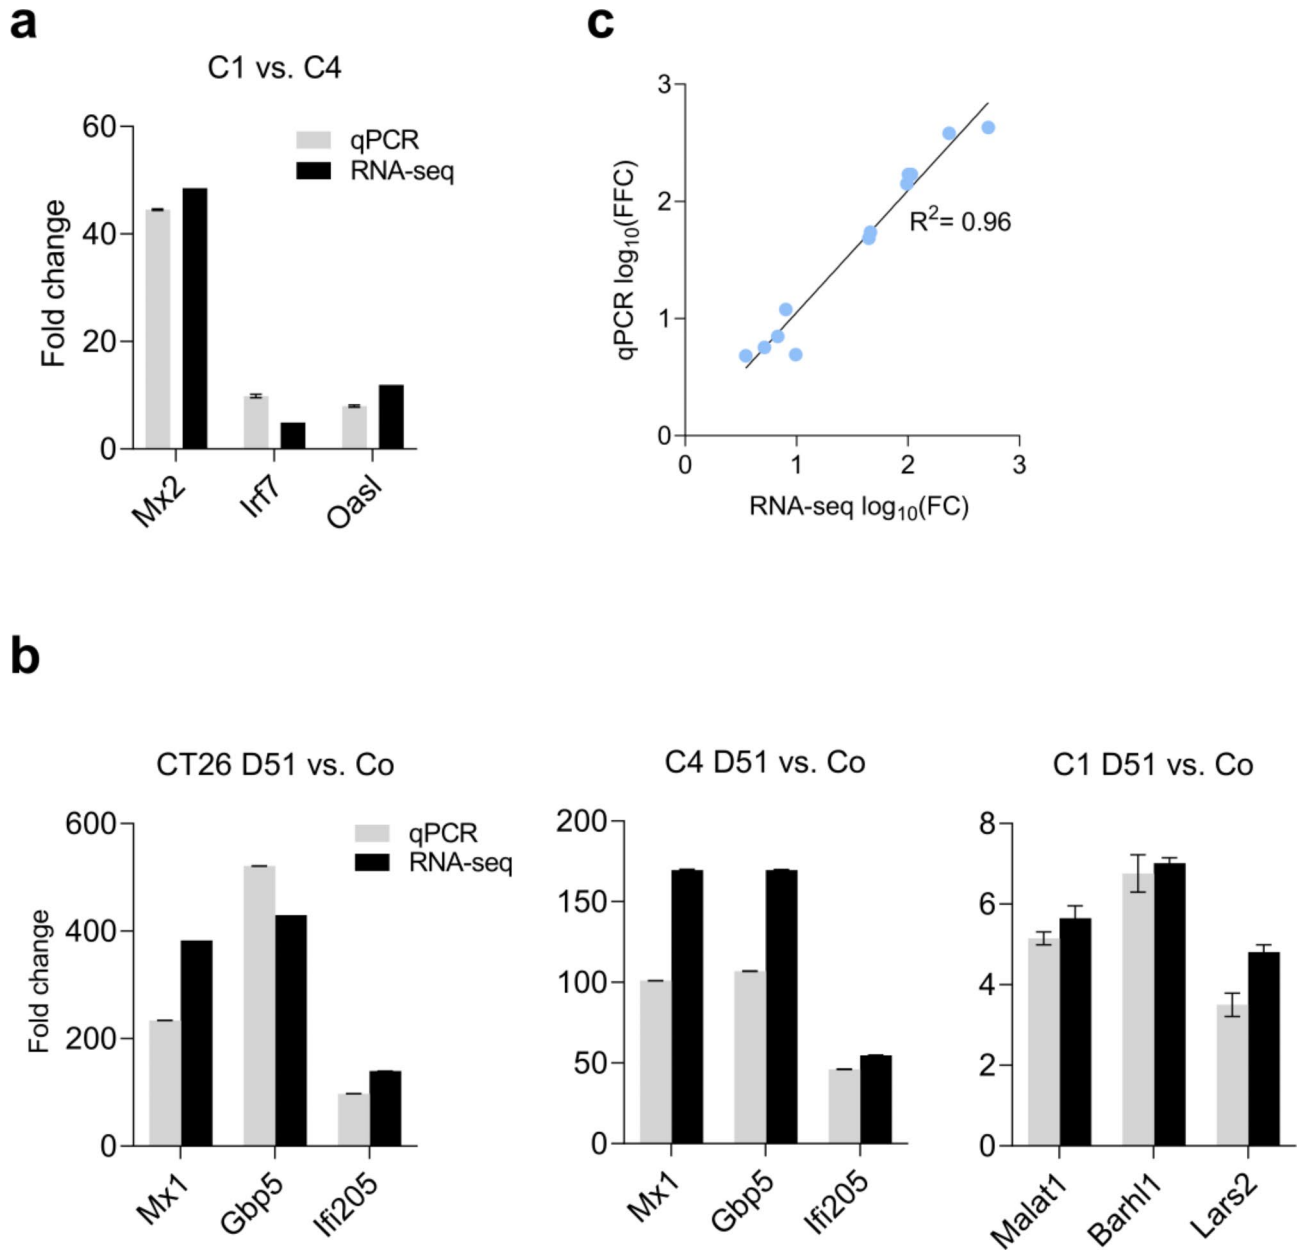 a
C1 vs. C4
Fold change
60
40
20
0
qPCR
RNA-seq
Mx2
Irf7
Oasl
c
qPCR log10(FFC)
3
2
1
0
R2= 0.96
0 1 2 3
RNA-seq log10(FC)
b
CT26 D51 vs. Co
Fold change
600
400
200
0
qPCR
RNA-seq
Mx1
Gbp5
Ifi205
C4 D51 vs. Co
200
150
100
50
0
Mx1
Gbp5
Ifi205
C1 D51 vs. Co
8
6
4
2
0
Malat1
Barhl1
Lars2